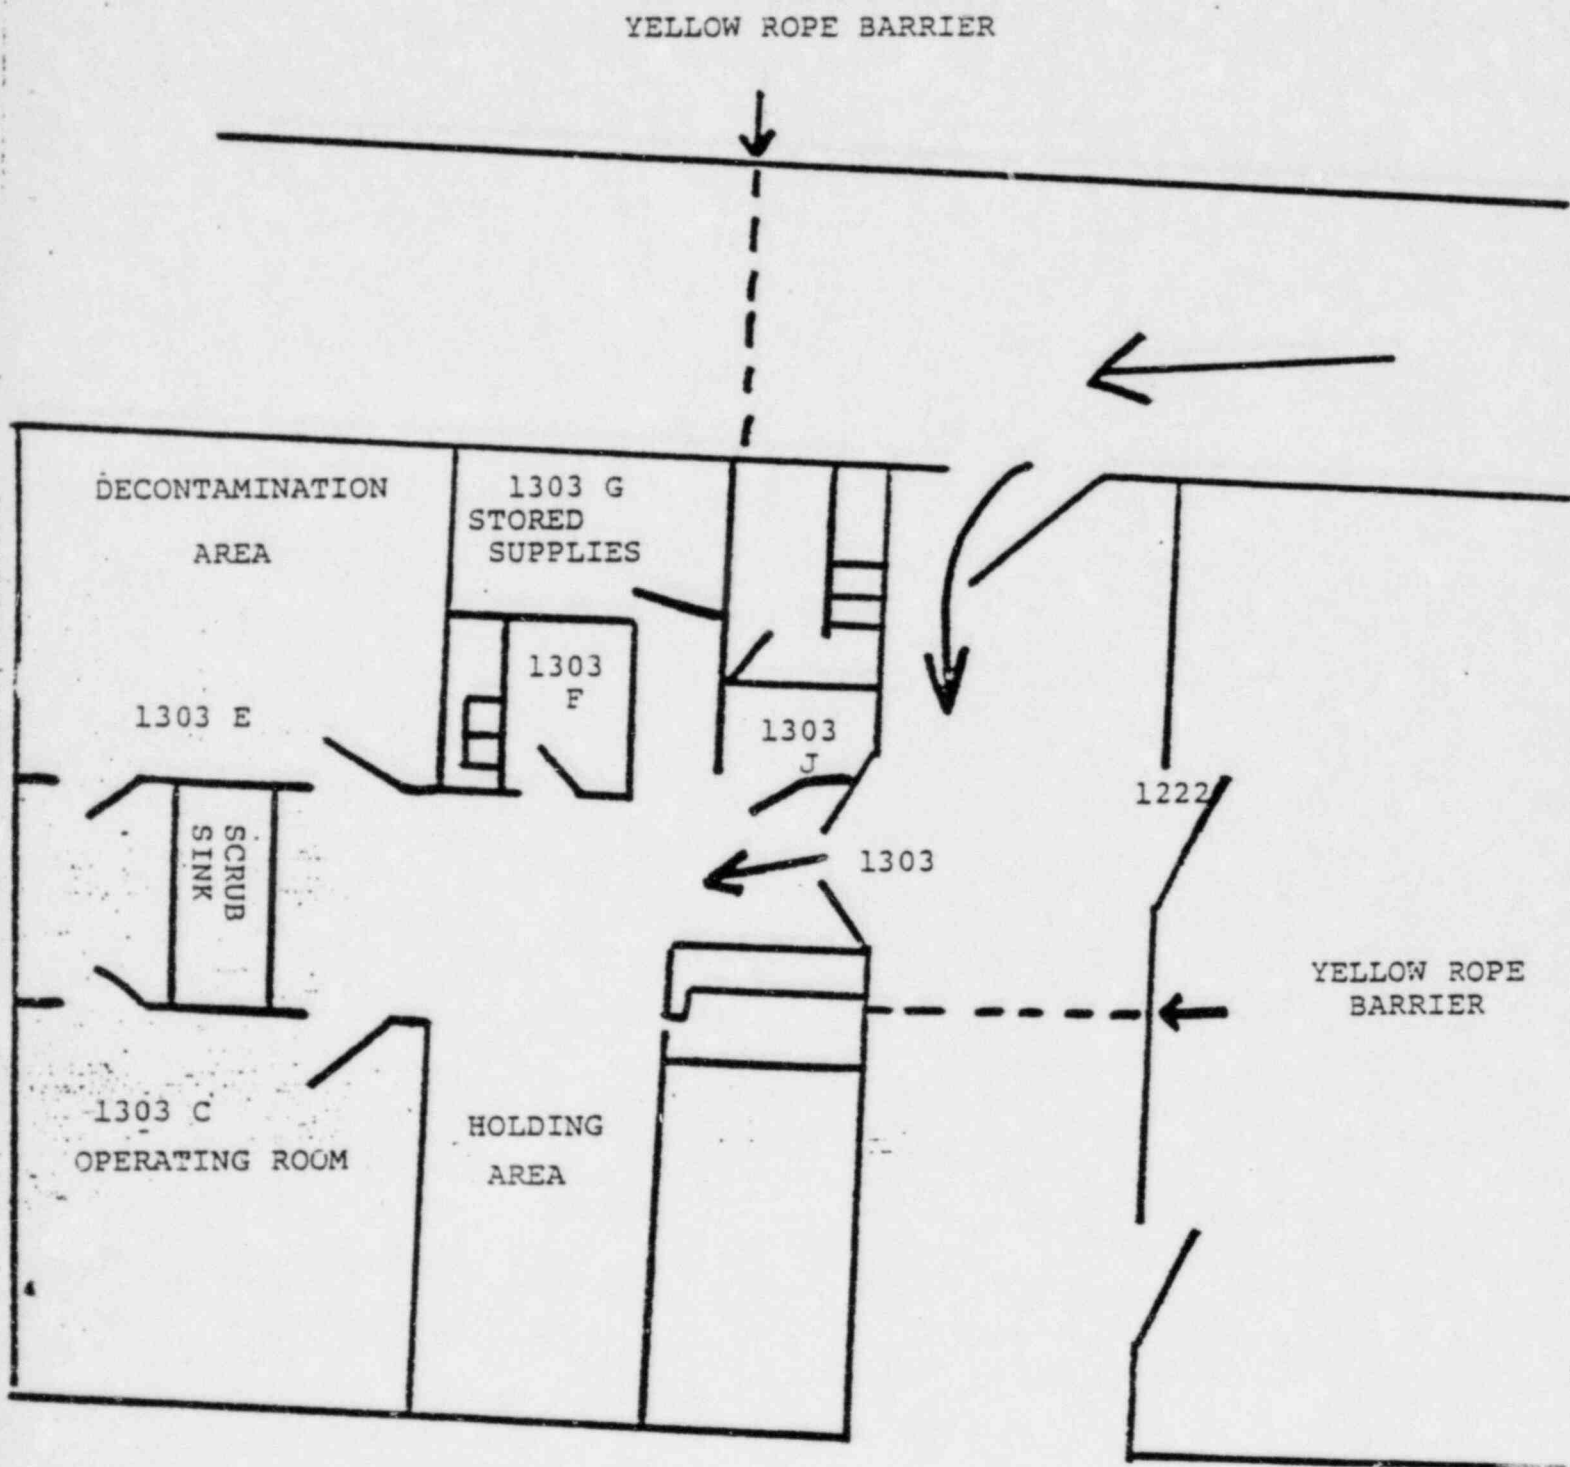 YELLOW ROPE BARRIER
DECONTAMINATION
AREA
1303 G
STORED
SUPPLIES
1303
F
1303 E
1303
J
1222
SCRUB
SINK
1303
YELLOW ROPE
BARRIER
1303 C
OPERATING ROOM
HOLDING
AREA